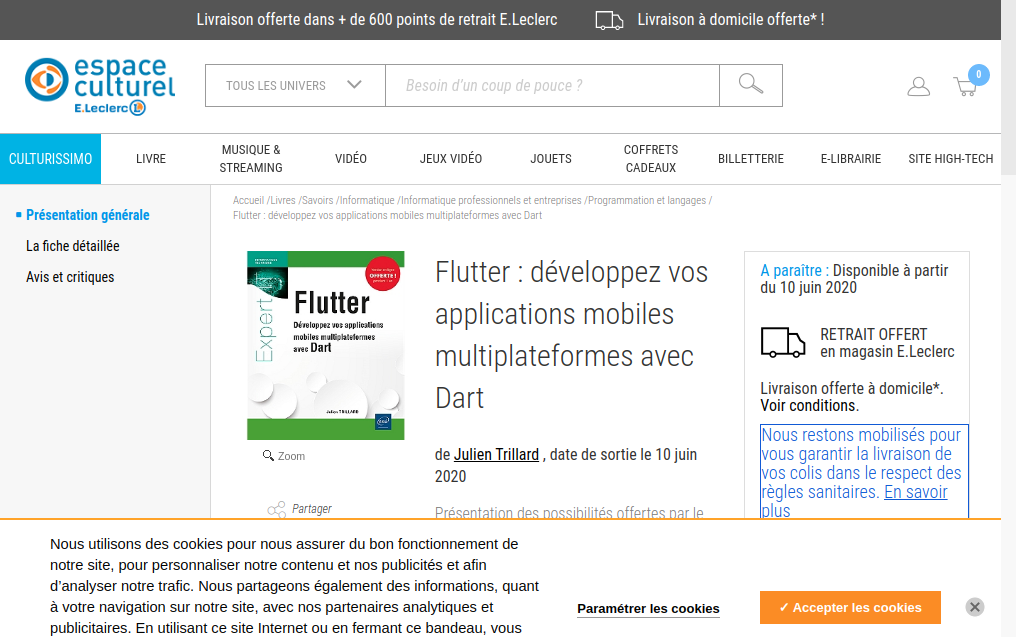 Livraison offerte dans + de 600 points de retrait E.Leclerc
Livraison à domicile offerte* !
espace
culturel
E.Leclerc
TOUS LES UNIVERS
Besoin d'un coup de pouce ?
0
CULTURISSIMO
LIVRE
MUSIQUE &
STREAMING
VIDÉO
JEUX VIDÉO
JOUETS
COFFRETS
CADEAUX
BILLETTERIE
E-LIBRAIRIE
SITE HIGH-TECH
Présentation générale
La fiche détaillée
Avis et critiques
Accueil /Livres /Savoirs /Informatique /Informatique professionnels et entreprises /Programmation et langages /
Flutter : développez vos applications mobiles multiplateformes avec Dart
OFFERTE !
Expert
Flutter
Développez vos applications
mobiles multiplateformes
avec Dart
Julien TRILLARD
Zoom
Partager
Flutter : développez vos
applications mobiles
multiplateformes avec
Dart
de Julien Trillard , date de sortie le 10 juin
2020
Présentation des possibilités offertes par le
A paraître : Disponible à partir
du 10 juin 2020
RETRAIT OFFERT
en magasin E.Leclerc
Livraison offerte à domicile*.
Voir conditions.
Nous restons mobilisés pour
vous garantir la livraison de
vos colis dans le respect des
règles sanitaires. En savoir
plus
Nous utilisons des cookies pour nous assurer du bon fonctionnement de
notre site, pour personnaliser notre contenu et nos publicités et afin
d'analyser notre trafic. Nous partageons également des informations, quant
à votre navigation sur notre site, avec nos partenaires analytiques et
publicitaires. En utilisant ce site Internet ou en fermant ce bandeau, vous
Paramétrer les cookies
✓ Accepter les cookies